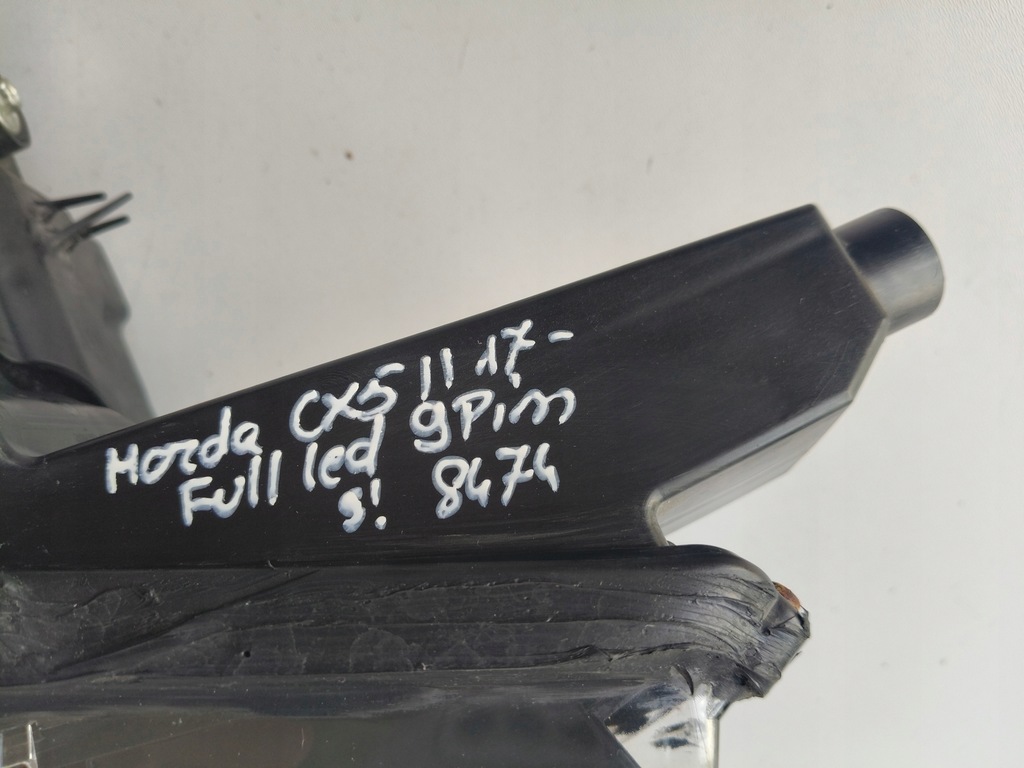 Mazda CX5 II 17-
Full led 9Pin
S! 8474